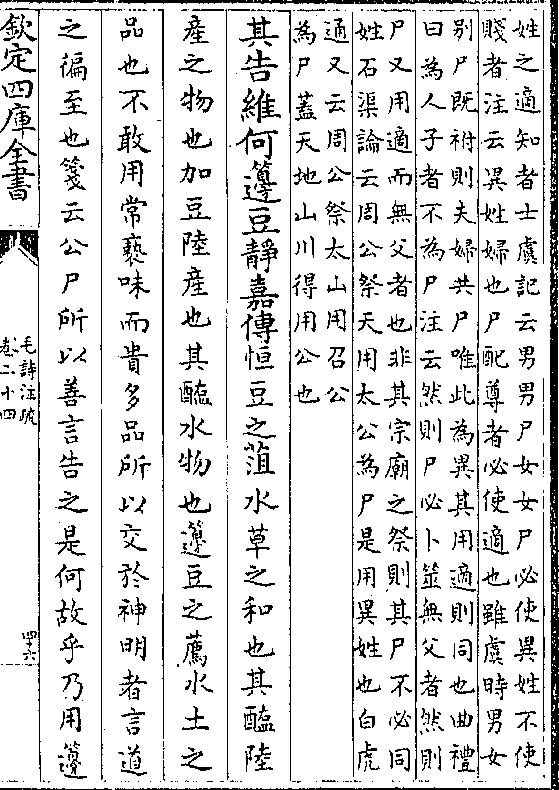 姓之適知者士虞記云男男尸女女尸必使異姓不使
賤者注云異姓婦也尸配尊者必使適也雖虞時男女
别尸既祔則夫婦共尸唯此為異其用適則同也曲禮
曰為人子者不為尸注云然則尸必卜筮無父者然則
尸又用適而無父者也非其宗廟之祭則其尸不必同
姓石渠論云周公祭天用太公為尸是用異姓也白虎
通又云周公祭太山用召公
為尸蓋天地山川得用公也
其告維何籩豆靜嘉傳恒豆之菹水草之和也其醢陸
產之物也加豆陸產也其醢水物也籩豆之薦水土之
品也不敢用常褻味而貴多品所以交於神明者言道
之徧至也箋云公尸所以善言告之是何故乎乃用籩
欽定四庫全書
毛詩注疏
卷二十四
四十六